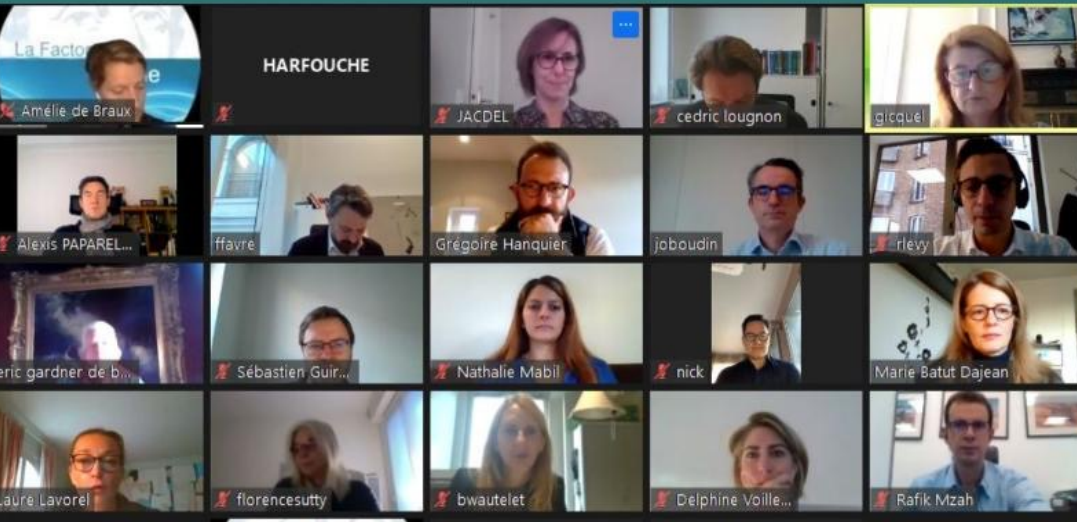 La Facto
e
Amélie de Braux
HARFOUCHE
JACDEL
cedric lougnon
gicquel
Alexis PAPAREL...
ffavre
Grégoire Hanquier
joboudin
rlevy
eric gardner de b...
Sébastien Guir...
Nathalie Mabil
nick
Marie Batut Dajean
Laure Lavorel
florencesutty
bwautelet
Delphine Voille...
Rafik Mzah